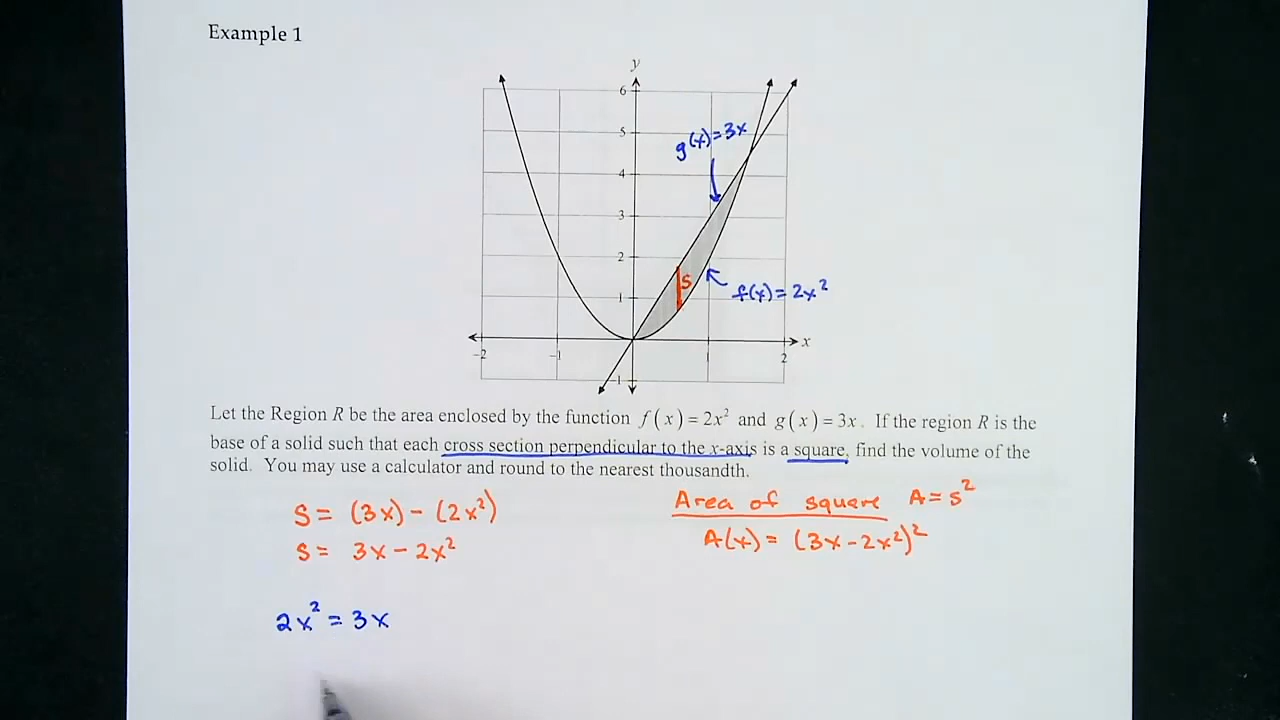 Example 1
y
6
5
4
3
2
1
-1
-2
-1
1
2
x
g(x)=3x
S
f(x)=2x²
Let the Region R be the area enclosed by the function f(x)=2x² and g(x)=3x. If the region R is the
base of a solid such that each cross section perpendicular to the x-axis is a square, find the volume of the
solid. You may use a calculator and round to the nearest thousandth.
S = (3x) - (2x²)
S = 3x - 2x²
Area of square A = s²
A(x) = (3x-2x²)²
2x² = 3x